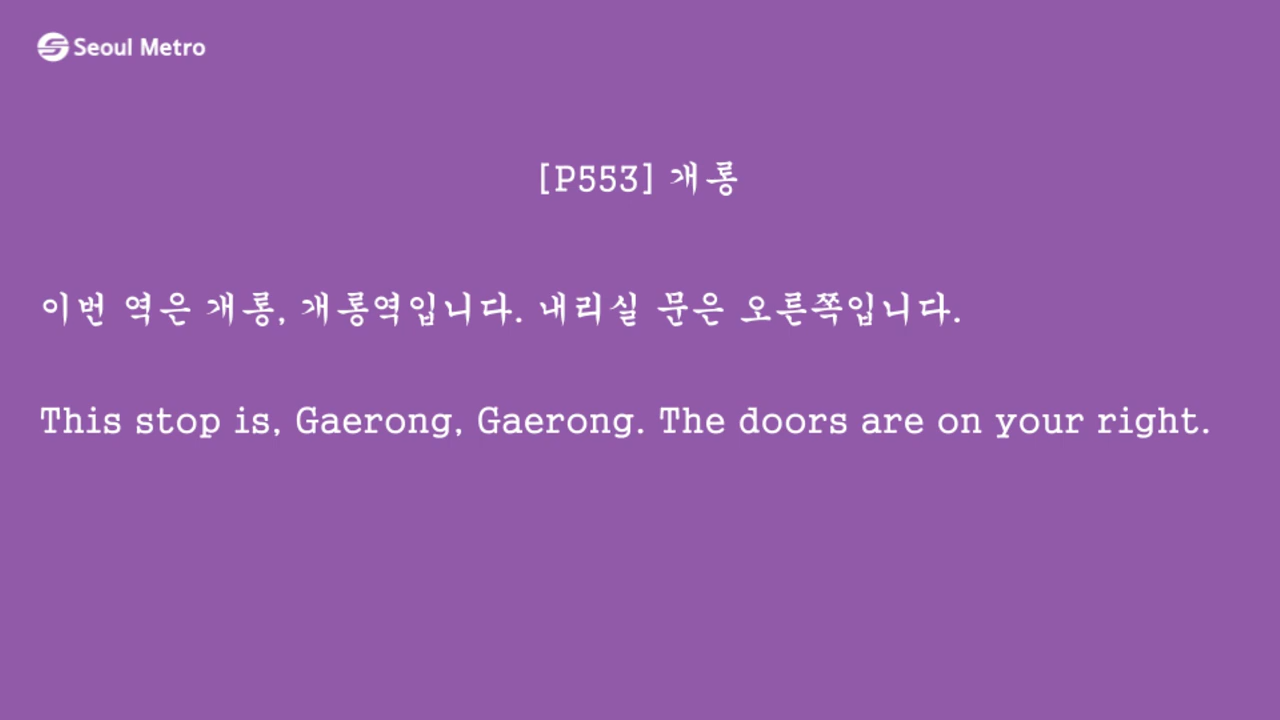 Seoul Metro
[P553] 개롱
이번 역은 개롱, 개롱역입니다. 내리실 문은 오른쪽입니다.
This stop is, Gaerong, Gaerong. The doors are on your right.